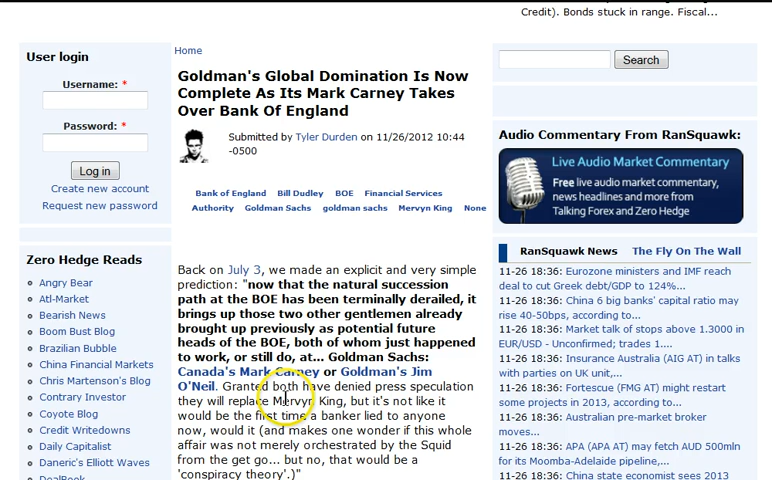 Credit). Bonds stuck in range. Fiscal...
User login
Username: *
Password: *
Log in
Create new account
Request new password
Zero Hedge Reads
Angry Bear
Atl-Market
Bearish News
Boom Bust Blog
Brazilian Bubble
China Financial Markets
Chris Martenson's Blog
Contrary Investor
Coyote Blog
Credit Writedowns
Daily Capitalist
Daneric's Elliott Waves
DealBook
Home
Goldman's Global Domination Is Now
Complete As Its Mark Carney Takes
Over Bank Of England
Submitted by Tyler Durden on 11/26/2012 10:44
-0500
Bank of England Bill Dudley BOE Financial Services
Authority Goldman Sachs goldman sachs Mervyn King None
Back on July 3, we made an explicit and very simple
prediction: "now that the natural succession
path at the BOE has been terminally derailed, it
brings up those two other gentlemen already
brought up previously as potential future
heads of the BOE, both of whom just happened
to work, or still do, at... Goldman Sachs:
Canada's Mark Carney or Goldman's Jim
O'Neil. Granted both have denied press speculation
they will replace Mervyn King, but it's not like it
would be the first time a banker lied to anyone
now, would it (and makes one wonder if this whole
affair was not merely orchestrated by the Squid
from the get go... but no, that would be a
'conspiracy theory'.)"
Search
Audio Commentary From RanSquawk:
Live Audio Market Commentary
Free live audio market commentary,
news headlines and more from
Talking Forex and Zero Hedge
RanSquawk News The Fly On The Wall
11-26 18:36: Eurozone ministers and IMF reach
deal to cut Greek debt/GDP to 124%...
11-26 18:36: China 6 big banks' capital ratio may
rise 40-50bps, according to...
11-26 18:36: Market talk of stops above 1.3000 in
EUR/USD - Unconfirmed; trades 1....
11-26 18:36: Insurance Australia (AIG AT) in talks
with parties on UK unit,...
11-26 18:36: Fortescue (FMG AT) might restart
some projects in 2013, according to...
11-26 18:36: Australian pre-market broker
moves...
11-26 18:36: APA (APA AT) may fetch AUD 500mln
for its Moomba-Adelaide pipeline,...
11-26 18:36: China state economist sees 2013